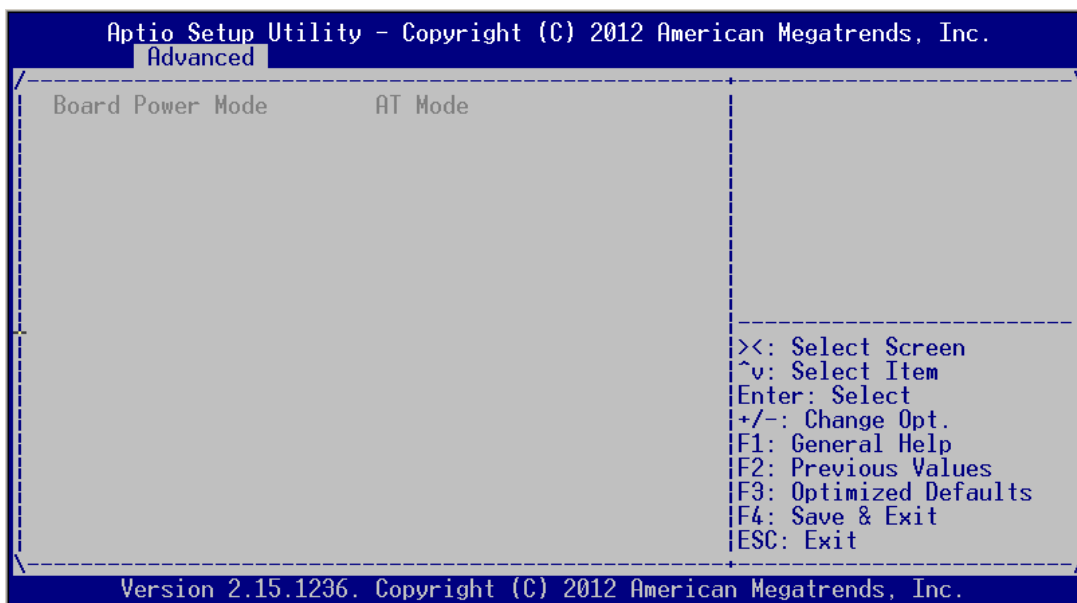 Aptio Setup Utility - Copyright (C) 2012 American Megatrends, Inc.
Advanced
Board Power Mode AT Mode
><: Select Screen
^v: Select Item
Enter: Select
+/-: Change Opt.
F1: General Help
F2: Previous Values
F3: Optimized Defaults
F4: Save & Exit
ESC: Exit
Version 2.15.1236. Copyright (C) 2012 American Megatrends, Inc.